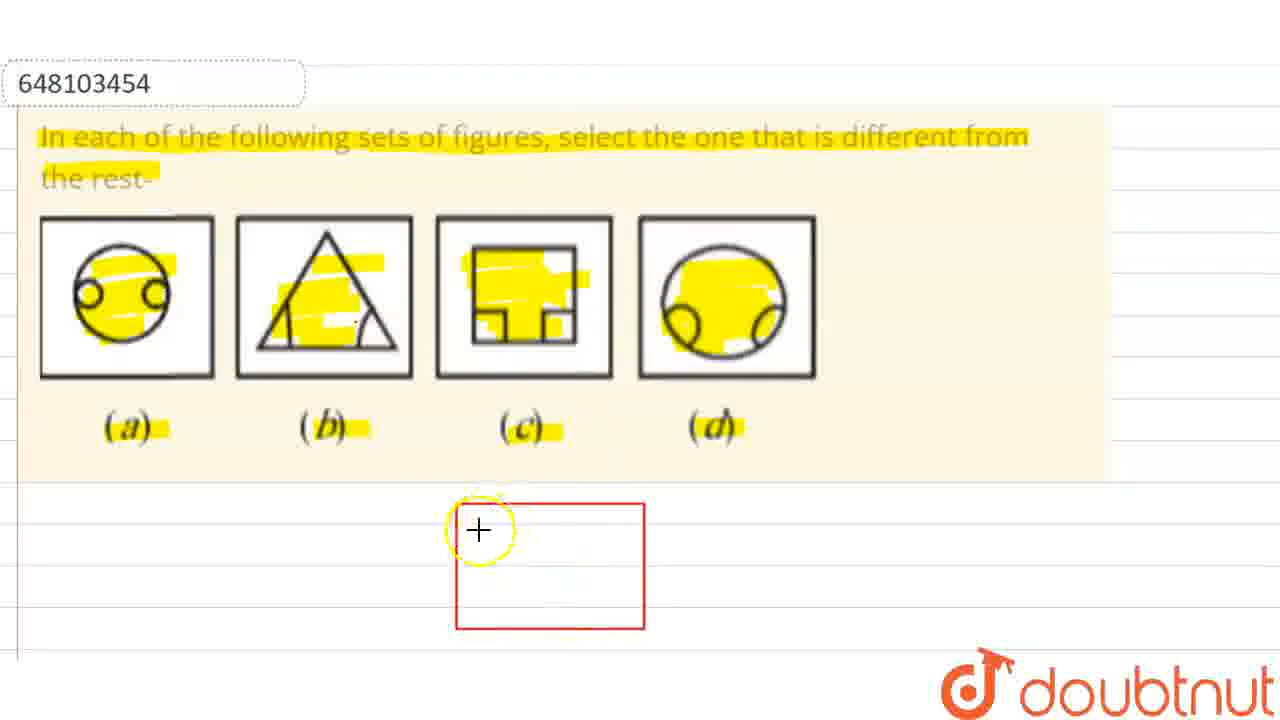 648103454
In each of the following sets of figures, select the one that is different from
the rest-
(a) (b) (c) (d)
doubtnut